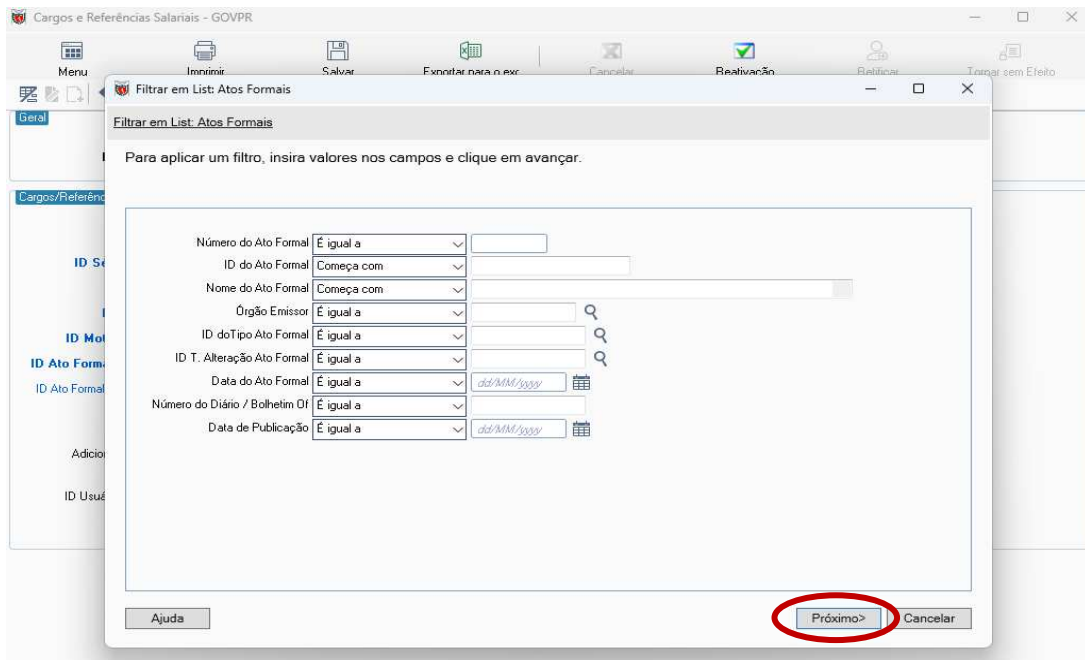 Cargos e Referências Salariais - GOVPR
Menu Imprimir Salvar Exportar para o exc Cancelar Reativação Retificar Tornar sem Efeito
Filtrar em List: Atos Formais
Geral
Filtrar em List: Atos Formais
Para aplicar um filtro, insira valores nos campos e clique em avançar.
Cargos/Referênc
Número do Ato Formal É igual a
ID Sé
ID do Ato Formal Começa com
Nome do Ato Formal Começa com
Órgão Emissor É igual a
ID Mot
ID doTipo Ato Formal É igual a
ID Ato Forma
ID T. Alteração Ato Formal É igual a
ID Ato Formal
Data do Ato Formal É igual a dd/MM/yyyy
Número do Diário / Bolhetim Of É igual a
Data de Publicação É igual a dd/MM/yyyy
Adicion
ID Usuá
Ajuda Próximo> Cancelar